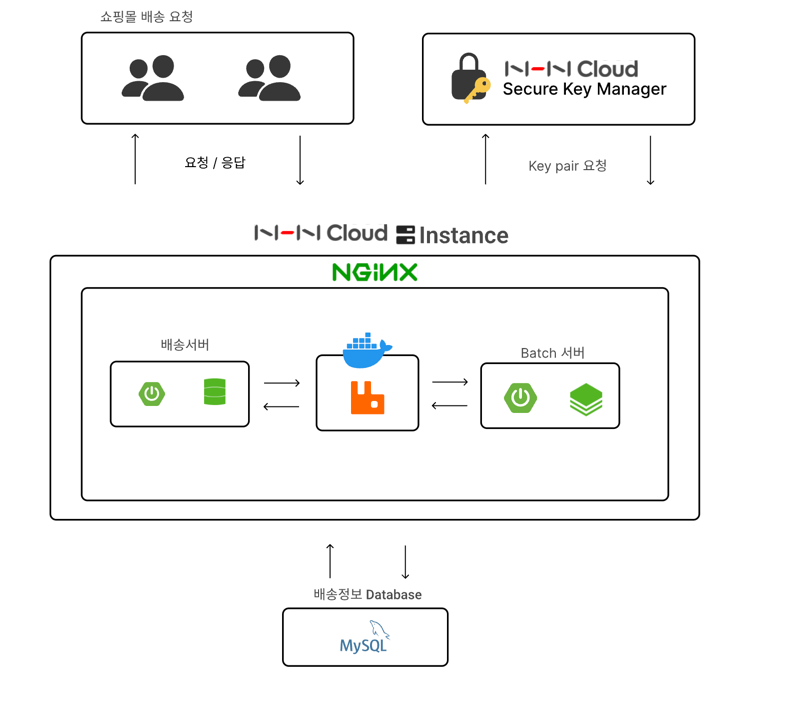 쇼핑몰 배송 요청
NHN Cloud
Secure Key Manager
요청 / 응답
Key pair 요청
NHN Cloud Instance
NGINX
배송서버
Batch 서버
배송정보 Database
MySQL